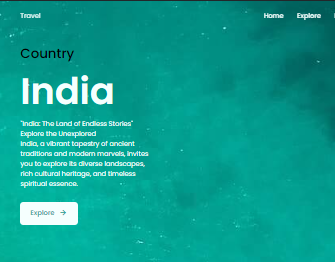 Travel
Home Explore
Country
India
"India: The Land of Endless Stories"
Explore the Unexplored
India, a vibrant tapestry of ancient
traditions and modern marvels, invites
you to explore its diverse landscapes,
rich cultural heritage, and timeless
spiritual essence.
Explore →